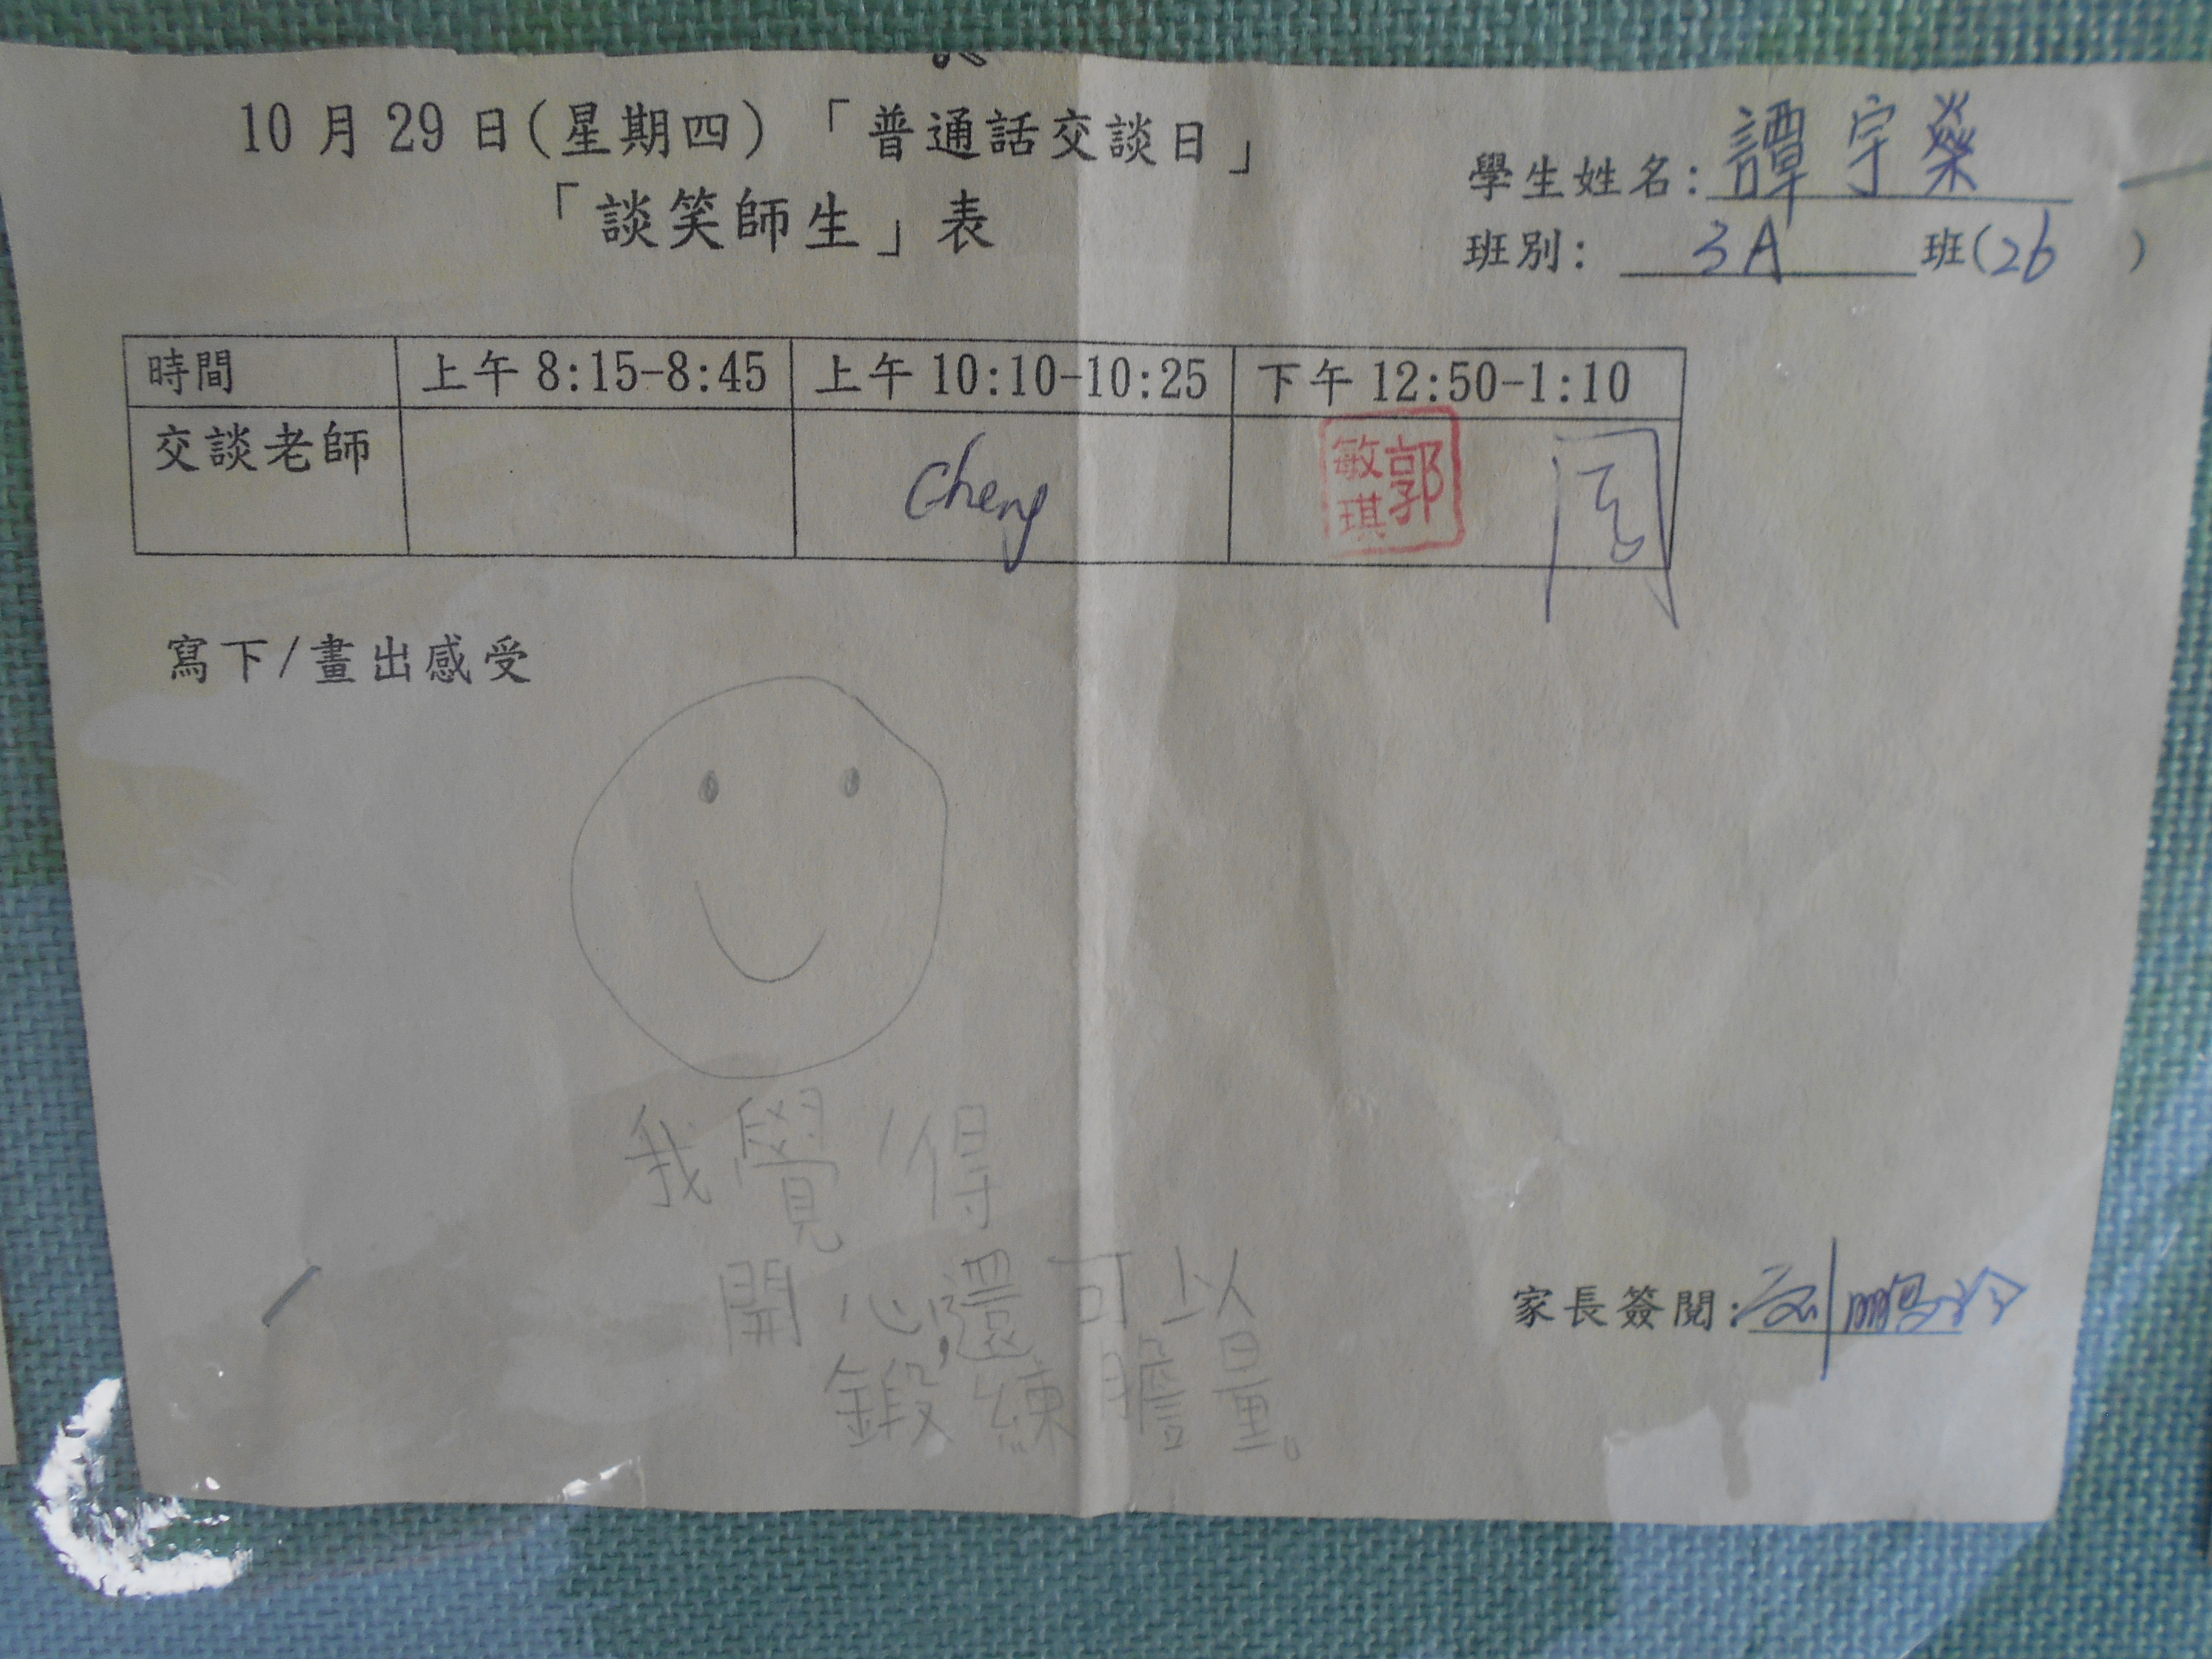 10月29日(星期四)「普通話交談日」
「談笑師生」表
學生姓名:譚宇燊
班別: 3A 班(26 )
時間 上午8:15-8:45 上午10:10-10:25 下午12:50-1:10
交談老師 Cheng 郭敏琪 周
寫下/畫出感受
我覺得
開心,還可以
鍛練膽量。
家長簽閱: